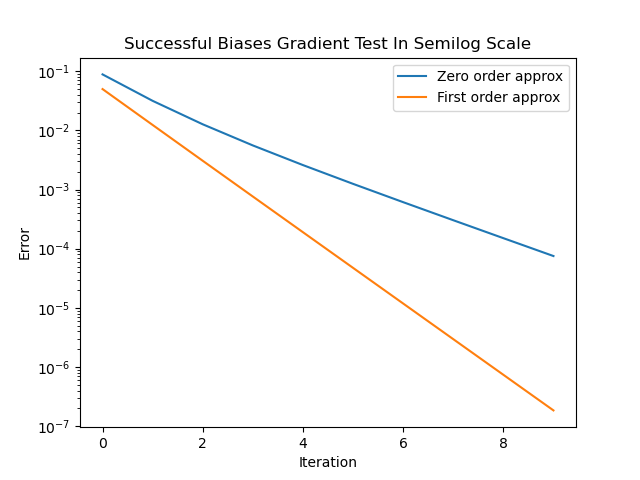 Successful Biases Gradient Test In Semilog Scale
Zero order approx
First order approx
10⁻¹
10⁻²
10⁻³
10⁻⁴
10⁻⁵
10⁻⁶
10⁻⁷
Error
0 2 4 6 8
Iteration